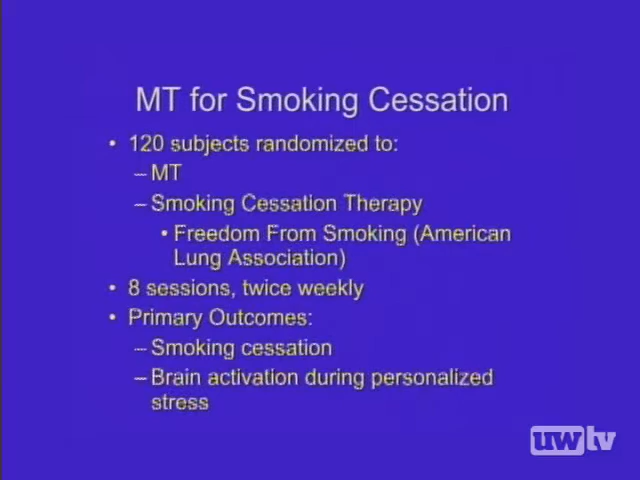 MT for Smoking Cessation
• 120 subjects randomized to:
– MT
– Smoking Cessation Therapy
• Freedom From Smoking (American
Lung Association)
• 8 sessions, twice weekly
• Primary Outcomes:
– Smoking cessation
– Brain activation during personalized
stress
uwtv